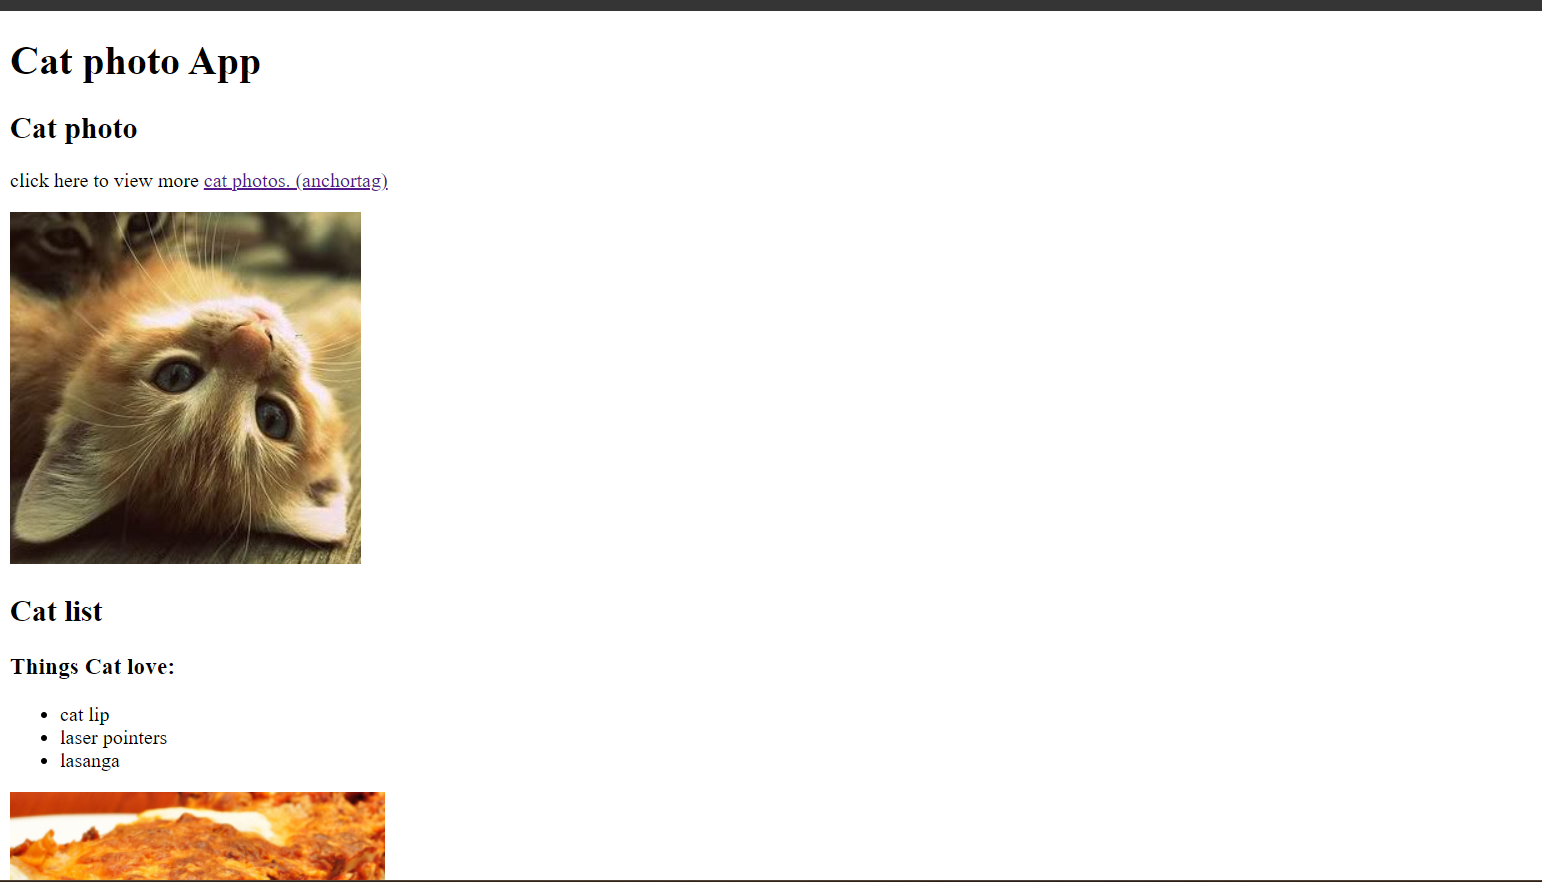 Cat photo App
Cat photo
click here to view more cat photos. (anchortag)
Cat list
Things Cat love:
cat lip
laser pointers
lasanga